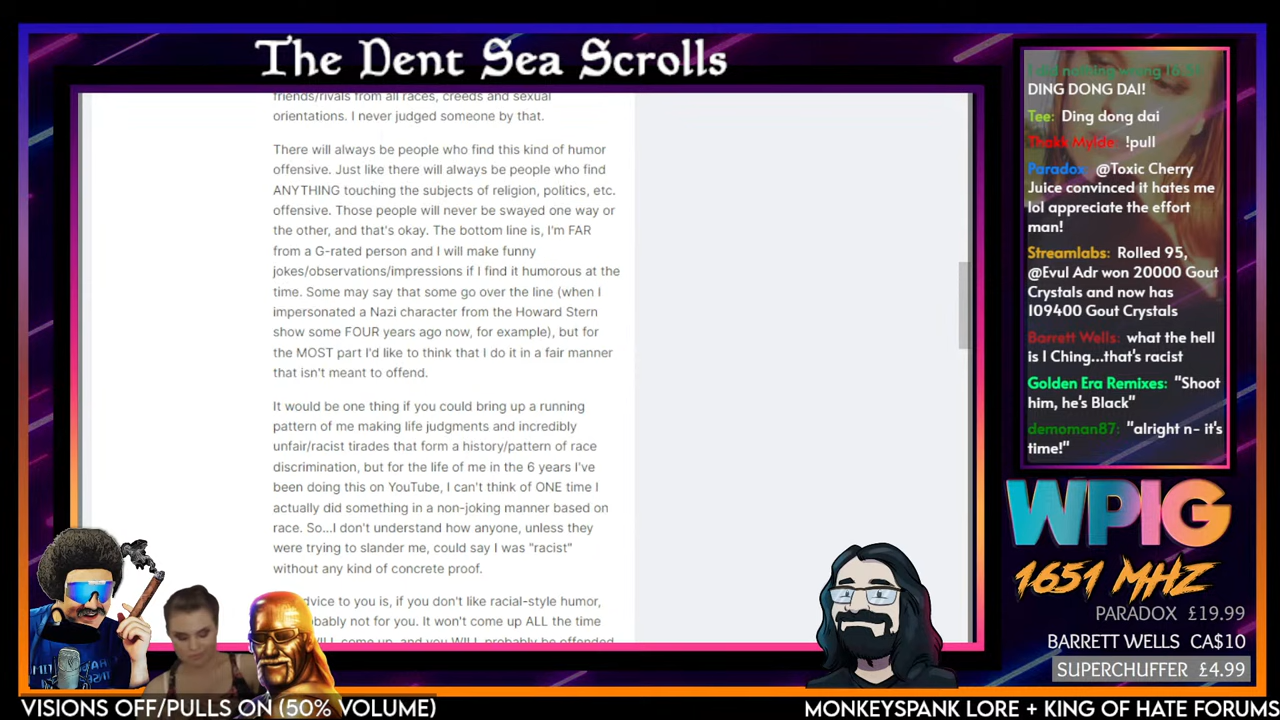 The Dent Sea Scrolls
friends/rivals from all races, creeds and sexual
orientations. I never judged someone by that.
There will always be people who find this kind of humor
offensive. Just like there will always be people who find
ANYTHING touching the subjects of religion, politics, etc.
offensive. Those people will never be swayed one way or
the other, and that's okay. The bottom line is, I'm FAR
from a G-rated person and I will make funny
jokes/observations/impressions if I find it humorous at the
time. Some may say that some go over the line (when I
impersonated a Nazi character from the Howard Stern
show some FOUR years ago now, for example), but for
the MOST part I'd like to think that I do it in a fair manner
that isn't meant to offend.
It would be one thing if you could bring up a running
pattern of me making life judgments and incredibly
unfair/racist tirades that form a history/pattern of race
discrimination, but for the life of me in the 6 years I've
been doing this on YouTube, I can't think of ONE time I
actually did something in a non-joking manner based on
race. So...I don't understand how anyone, unless they
were trying to slander me, could say I was "racist"
without any kind of concrete proof.
dvice to you is, if you don't like racial-style humor,
obably not for you. It won't come up ALL the time
WILL come up, and you WILL probably be offended
I did nothing wrong
DING DONG DAI!
Tee: Ding dong dai
Thakk Mylde: !pull
Paradox: @Toxic Cherry
Juice convinced it hates me
lol appreciate the effort
man!
Streamlabs: Rolled 95,
@Evul Adr won 20000 Gout
Crystals and now has
109400 Gout Crystals
Barrett Wells: what the hell
is I Ching...that's racist
Golden Era Remixes: "Shoot
him, he's Black"
demoman87: "alright n- it's
time!"
WPIG
1651 MHZ
PARADOX £19.99
BARRETT WELLS CA$10
SUPERCHUFFER £4.99
VISIONS OFF/PULLS ON (50% VOLUME)
MONKEYSPANK LORE + KING OF HATE FORUMS